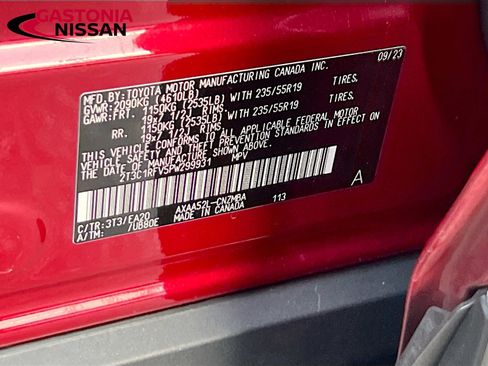 GASTONIA
NISSAN
MFD.BY:TOYOTA MOTOR MANUFACTURING CANADA INC. 09/23
GVWR:2090KG (4610LB)
GAWR:FRT. 1150KG (2535LB) WITH 235/55R19 TIRES.
19X7 1/2J RIMS
RR. 1150KG (2535LB) WITH 235/55R19 TIRES.
19X7 1/2J RIMS
THIS VEHICLE CONFORMS TO ALL APPLICABLE FEDERAL MOTOR
VEHICLE SAFETY STANDARDS IN EFFECT ON THE
DATE OF MANUFACTURE SHOWN ABOVE.
2T3C1RFV5PW299931 MPV
A
C/TR:3T3/FA20 AXAA52L-CNZMBA 113
A/TM: /UB80E MADE IN CANADA